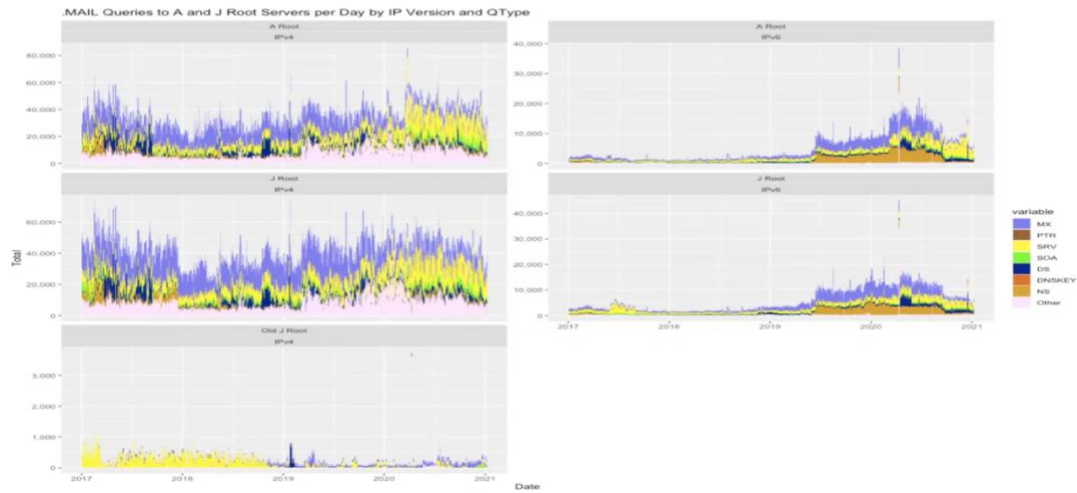 .MAIL Queries to A and J Root Servers per Day by IP Version and QType
A Root
IPv4
80,000
60,000
40,000
20,000
0
A Root
IPv6
40,000
30,000
20,000
10,000
0
J Root
IPv4
60,000
40,000
20,000
0
J Root
IPv6
40,000
30,000
20,000
10,000
0
2017 2018 2019 2020 2021
Old J Root
IPv4
3,000
2,000
1,000
0
2017 2018 2019 2020 2021
Total
Date
variable
MX
PTR
SRV
SOA
DS
DNSKEY
NS
Other